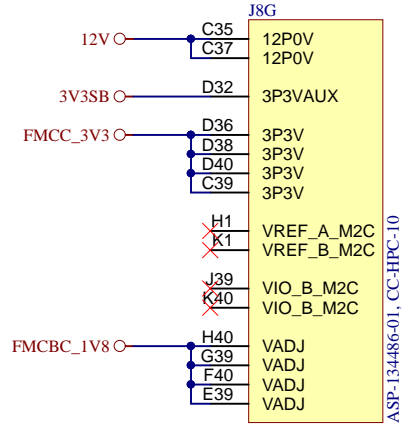 J8G
12V C35 12P0V
C37 12P0V
3V3SB D32 3P3VAUX
FMCC_3V3 D36 3P3V
D38 3P3V
D40 3P3V
C39 3P3V
H1 VREF_A_M2C
K1 VREF_B_M2C
J39 VIO_B_M2C
K40 VIO_B_M2C
FMCBC_1V8 H40 VADJ
G39 VADJ
F40 VADJ
E39 VADJ
ASP-134486-01, CC-HPC-10